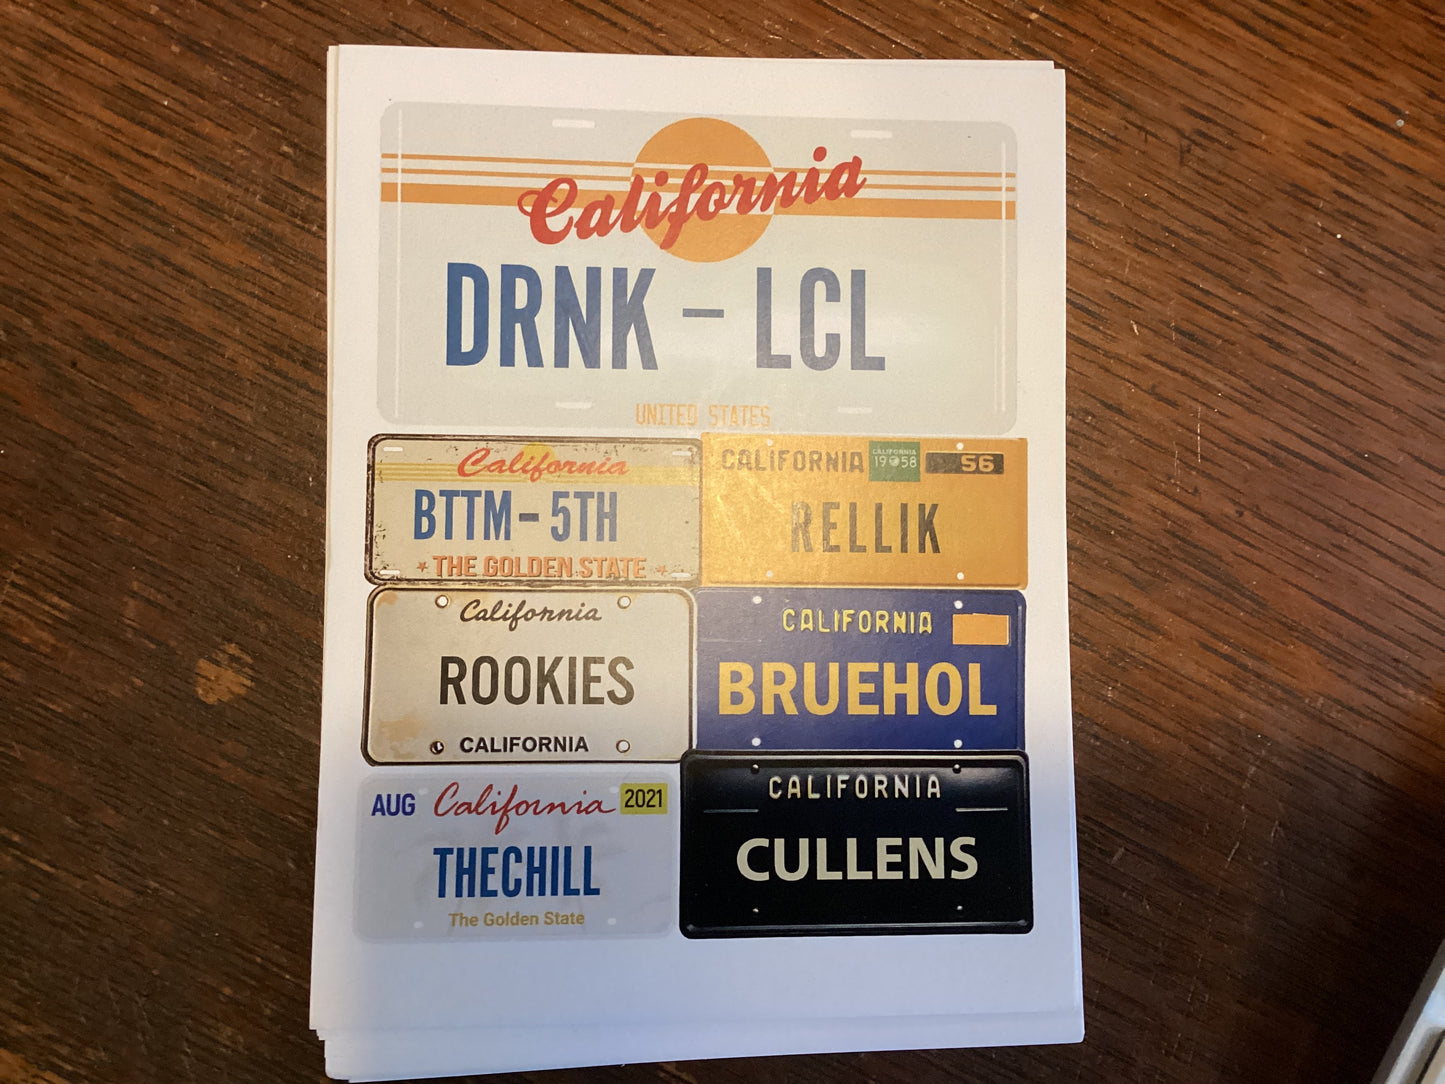 California
DRNK - LCL
UNITED STATES
California
BTTM - 5TH
THE GOLDEN STATE
CALIFORNIA
CALIFORNIA
19 58
56
RELLIK
California
ROOKIES
CALIFORNIA
CALIFORNIA
BRUEHOL
AUG California 2021
THECHILL
The Golden State
CALIFORNIA
CULLENS